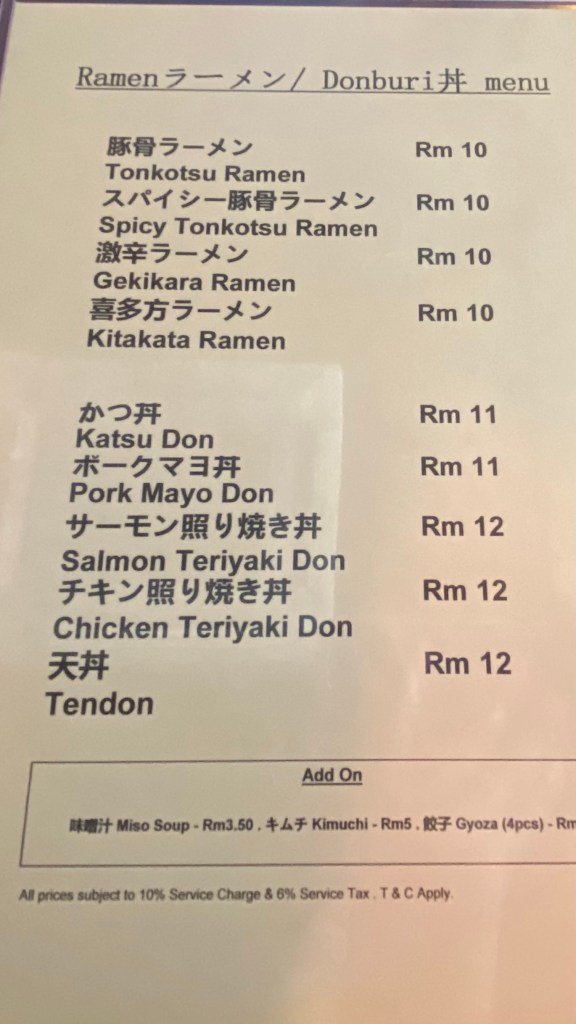 Ramenラーメン/ Donburi丼 menu
豚骨ラーメン Rm 10
Tonkotsu Ramen
スパイシー豚骨ラーメン Rm 10
Spicy Tonkotsu Ramen
激辛ラーメン Rm 10
Gekikara Ramen
喜多方ラーメン Rm 10
Kitakata Ramen
かつ丼 Rm 11
Katsu Don
ポークマヨ丼 Rm 11
Pork Mayo Don
サーモン照り焼き丼 Rm 12
Salmon Teriyaki Don
チキン照り焼き丼 Rm 12
Chicken Teriyaki Don
天丼 Rm 12
Tendon
Add On
味噌汁 Miso Soup - Rm3.50 . キムチ Kimuchi - Rm5 . 餃子 Gyoza (4pcs) - Rm
All prices subject to 10% Service Charge & 6% Service Tax . T & C Apply.